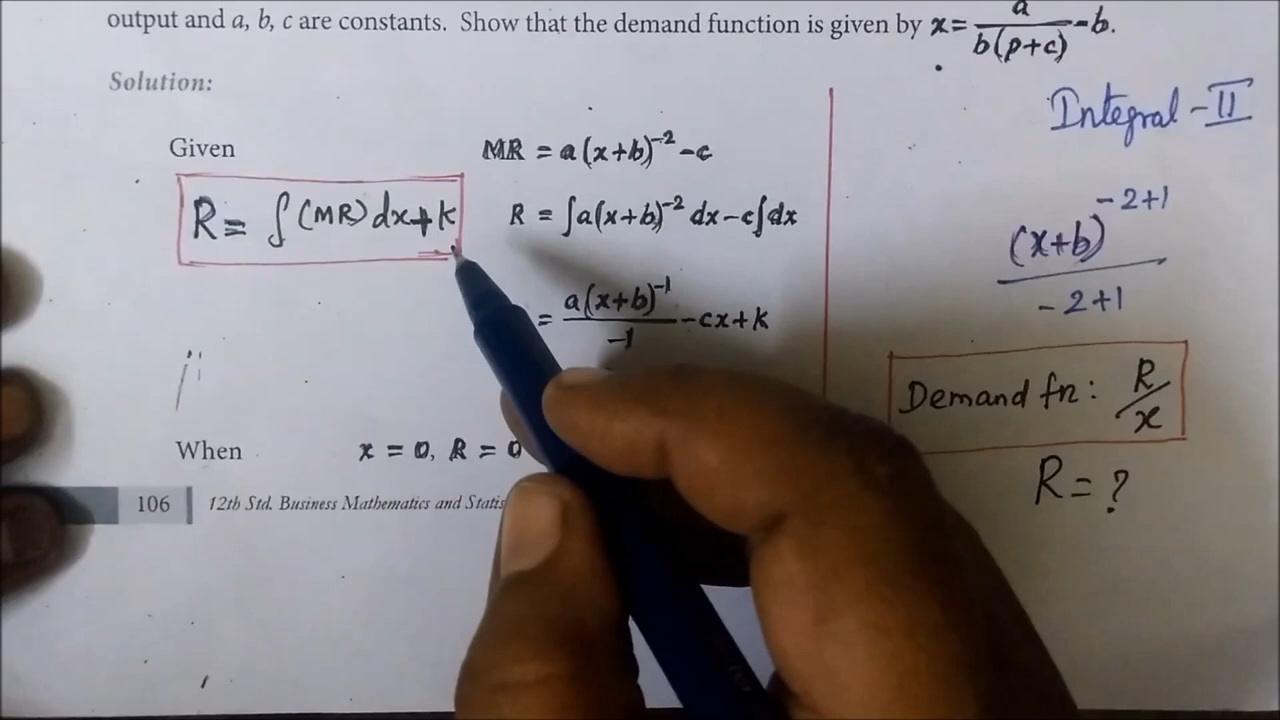 output and a, b, c are constants. Show that the demand function is given by x = a/(b(p+c)) - b.
Solution:
Integral - II
Given MR = a(x+b)^-2 - c
R = ∫(MR) dx + k
R = ∫a(x+b)^-2 dx - c∫dx
(x+b)^-2+1 / -2+1
= a(x+b)^-1 / -1 - cx + k
Demand fn: R/x
When x = 0, R = 0
R = ?
106 12th Std. Business Mathematics and